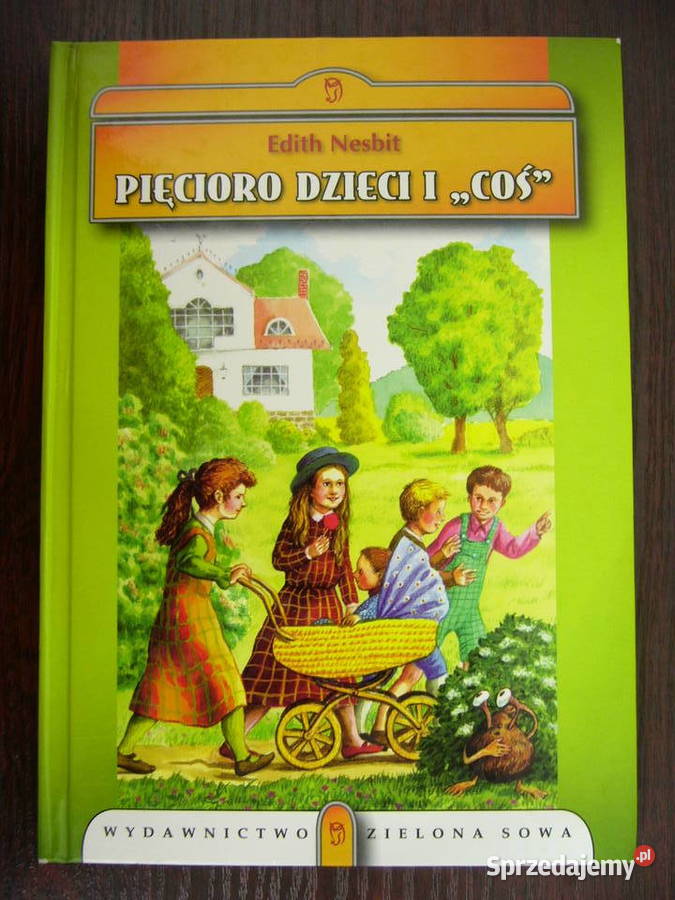 Edith Nesbit
PIĘCIORO DZIECI I „COŚ”
WYDAWNICTWO ZIELONA SOWA
Sprzedajemy.pl